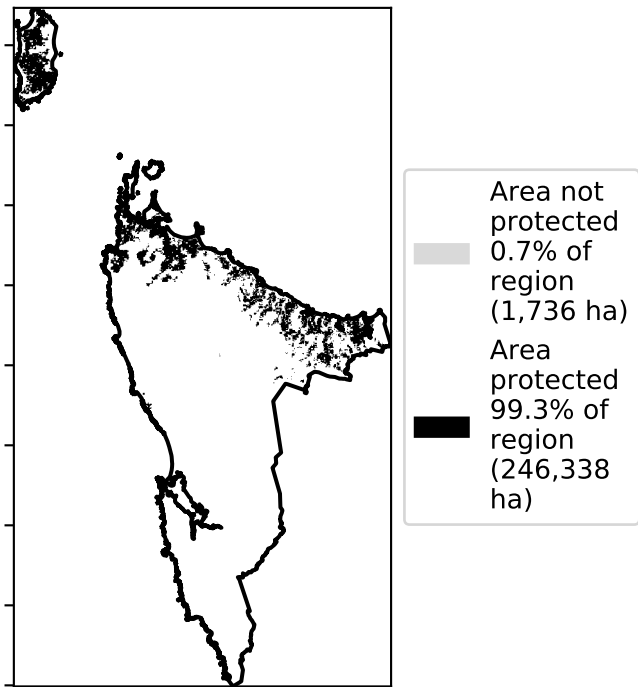 Area not
protected
0.7% of
region
(1,736 ha)
Area
protected
99.3% of
region
(246,338
ha)